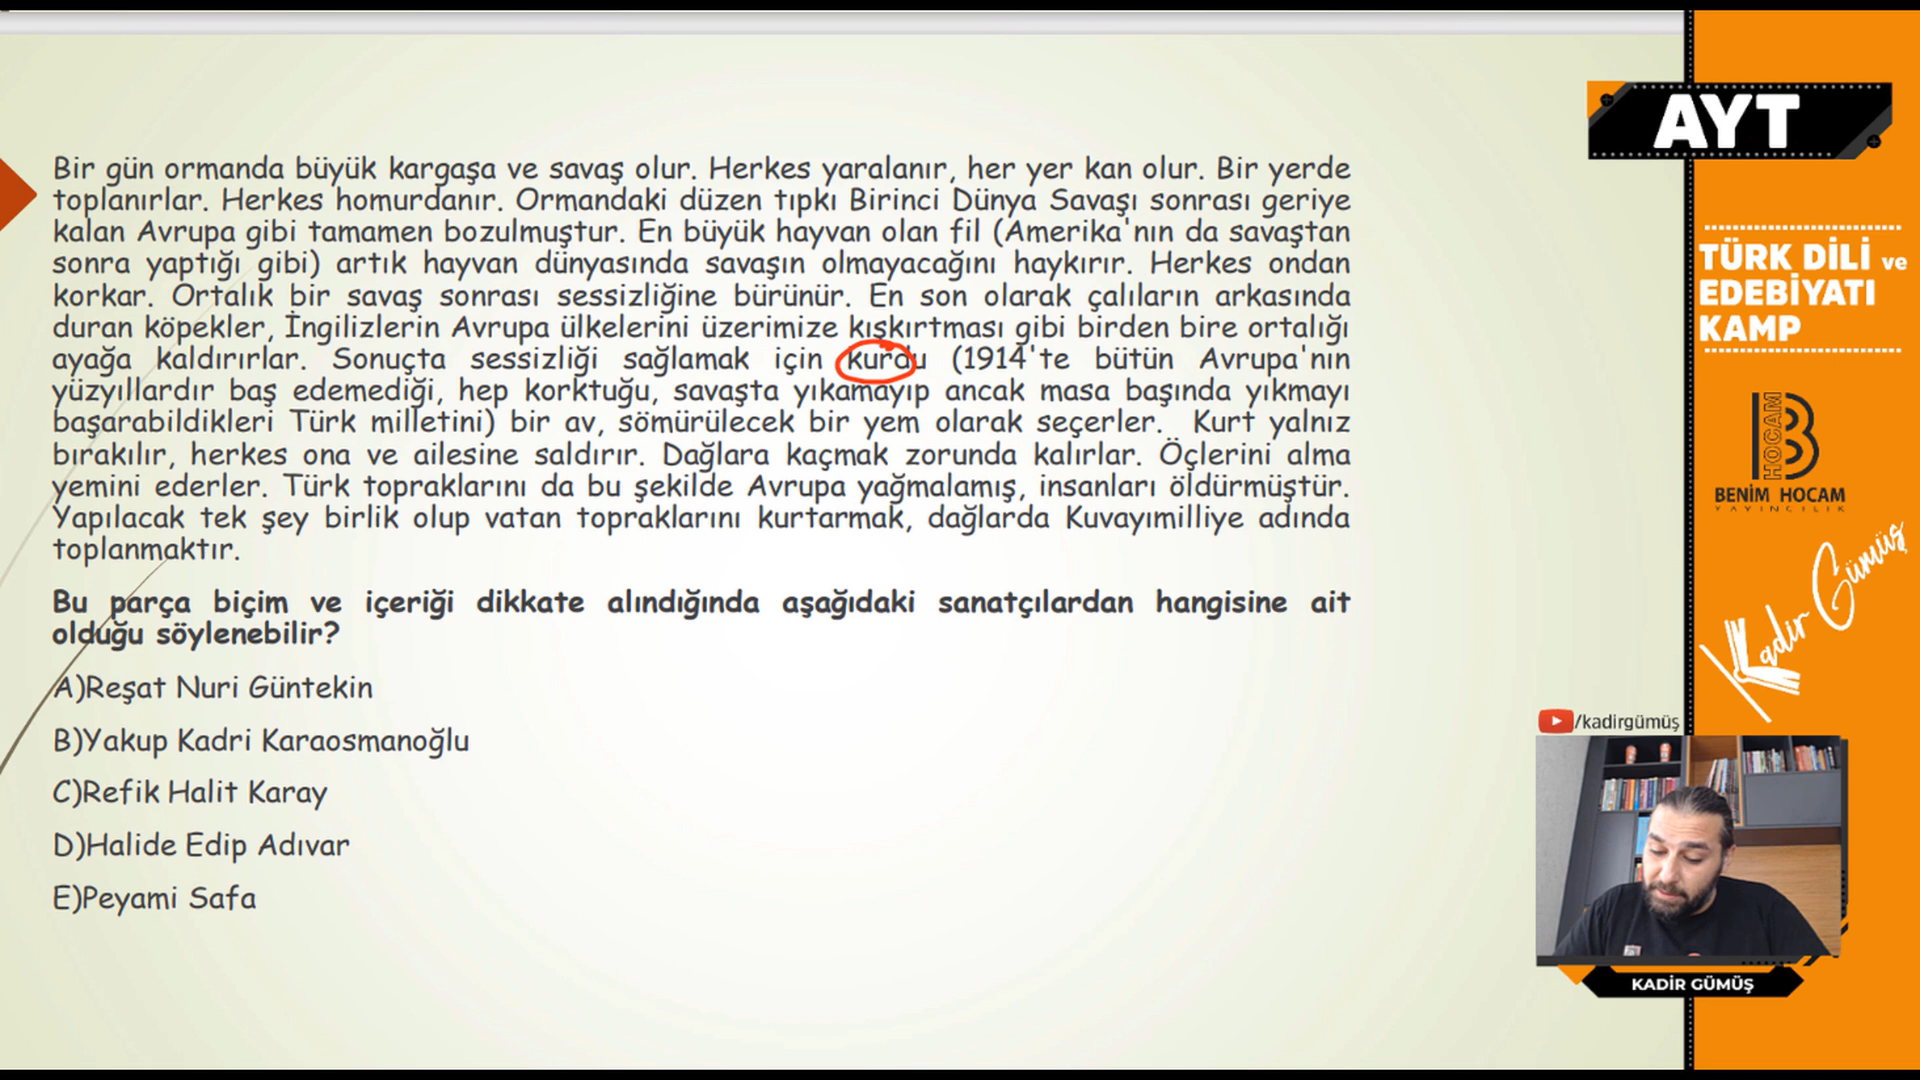 Bir gün ormanda büyük kargaşa ve savaş olur. Herkes yaralanır, her yer kan olur. Bir yerde
toplanırlar. Herkes homurdanır. Ormandaki düzen tıpkı Birinci Dünya Savaşı sonrası geriye
kalan Avrupa gibi tamamen bozulmuştur. En büyük hayvan olan fil (Amerika'nın da savaştan
sonra yaptığı gibi) artık hayvan dünyasında savaşın olmayacağını haykırır. Herkes ondan
korkar. Ortalık bir savaş sonrası sessizliğine bürünür. En son olarak çalıların arkasında
duran köpekler, İngilizlerin Avrupa ülkelerini üzerimize kışkırtması gibi birden bire ortalığı
ayağa kaldırırlar. Sonuçta sessizliği sağlamak için kurdu (1914'te bütün Avrupa'nın
yüzyıllardır baş edemediği, hep korktuğu, savaşta yıkamayıp ancak masa başında yıkmayı
başarabildikleri Türk milletini) bir av, sömürülecek bir yem olarak seçerler. Kurt yalnız
bırakılır, herkes ona ve ailesine saldırır. Dağlara kaçmak zorunda kalırlar. Öçlerini alma
yemini ederler. Türk topraklarını da bu şekilde Avrupa yağmalamış, insanları öldürmüştür.
Yapılacak tek şey birlik olup vatan topraklarını kurtarmak, dağlarda Kuvayımilliye adında
toplanmaktır.
Bu parça biçim ve içeriği dikkate alındığında aşağıdaki sanatçılardan hangisine ait
olduğu söylenebilir?
A)Reşat Nuri Güntekin
B)Yakup Kadri Karaosmanoğlu
C)Refik Halit Karay
D)Halide Edip Adıvar
E)Peyami Safa
AYT
TÜRK DİLİ ve
EDEBİYATI
KAMP
HOCAM
B
BENİM HOCAM
YAYINCILIK
Kadir Gümüş
/kadirgümüş
KADİR GÜMÜŞ